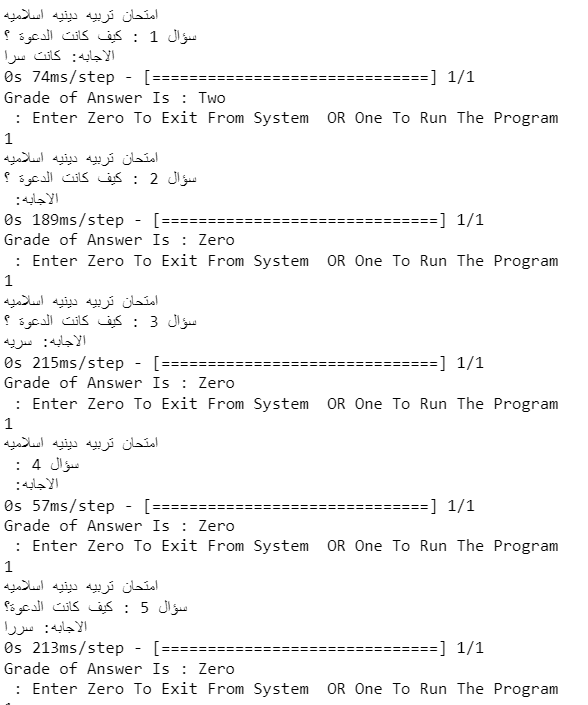 امتحان تربيه دينيه اسلاميه
سؤال 1 : كيف كانت الدعوة ؟
الاجابه: كانت سرا
0s 74ms/step - [==============================] 1/1
Grade of Answer Is : Two
 : Enter Zero To Exit From System  OR One To Run The Program
1
امتحان تربيه دينيه اسلاميه
سؤال 2 : كيف كانت الدعوة ؟
الاجابه:
0s 189ms/step - [==============================] 1/1
Grade of Answer Is : Zero
 : Enter Zero To Exit From System  OR One To Run The Program
1
امتحان تربيه دينيه اسلاميه
سؤال 3 : كيف كانت الدعوة ؟
الاجابه: سريه
0s 215ms/step - [==============================] 1/1
Grade of Answer Is : Zero
 : Enter Zero To Exit From System  OR One To Run The Program
1
امتحان تربيه دينيه اسلاميه
سؤال 4 :
الاجابه:
0s 57ms/step - [==============================] 1/1
Grade of Answer Is : Zero
 : Enter Zero To Exit From System  OR One To Run The Program
1
امتحان تربيه دينيه اسلاميه
سؤال 5 : كيف كانت الدعوة؟
الاجابه: سررا
0s 213ms/step - [==============================] 1/1
Grade of Answer Is : Zero
 : Enter Zero To Exit From System  OR One To Run The Program